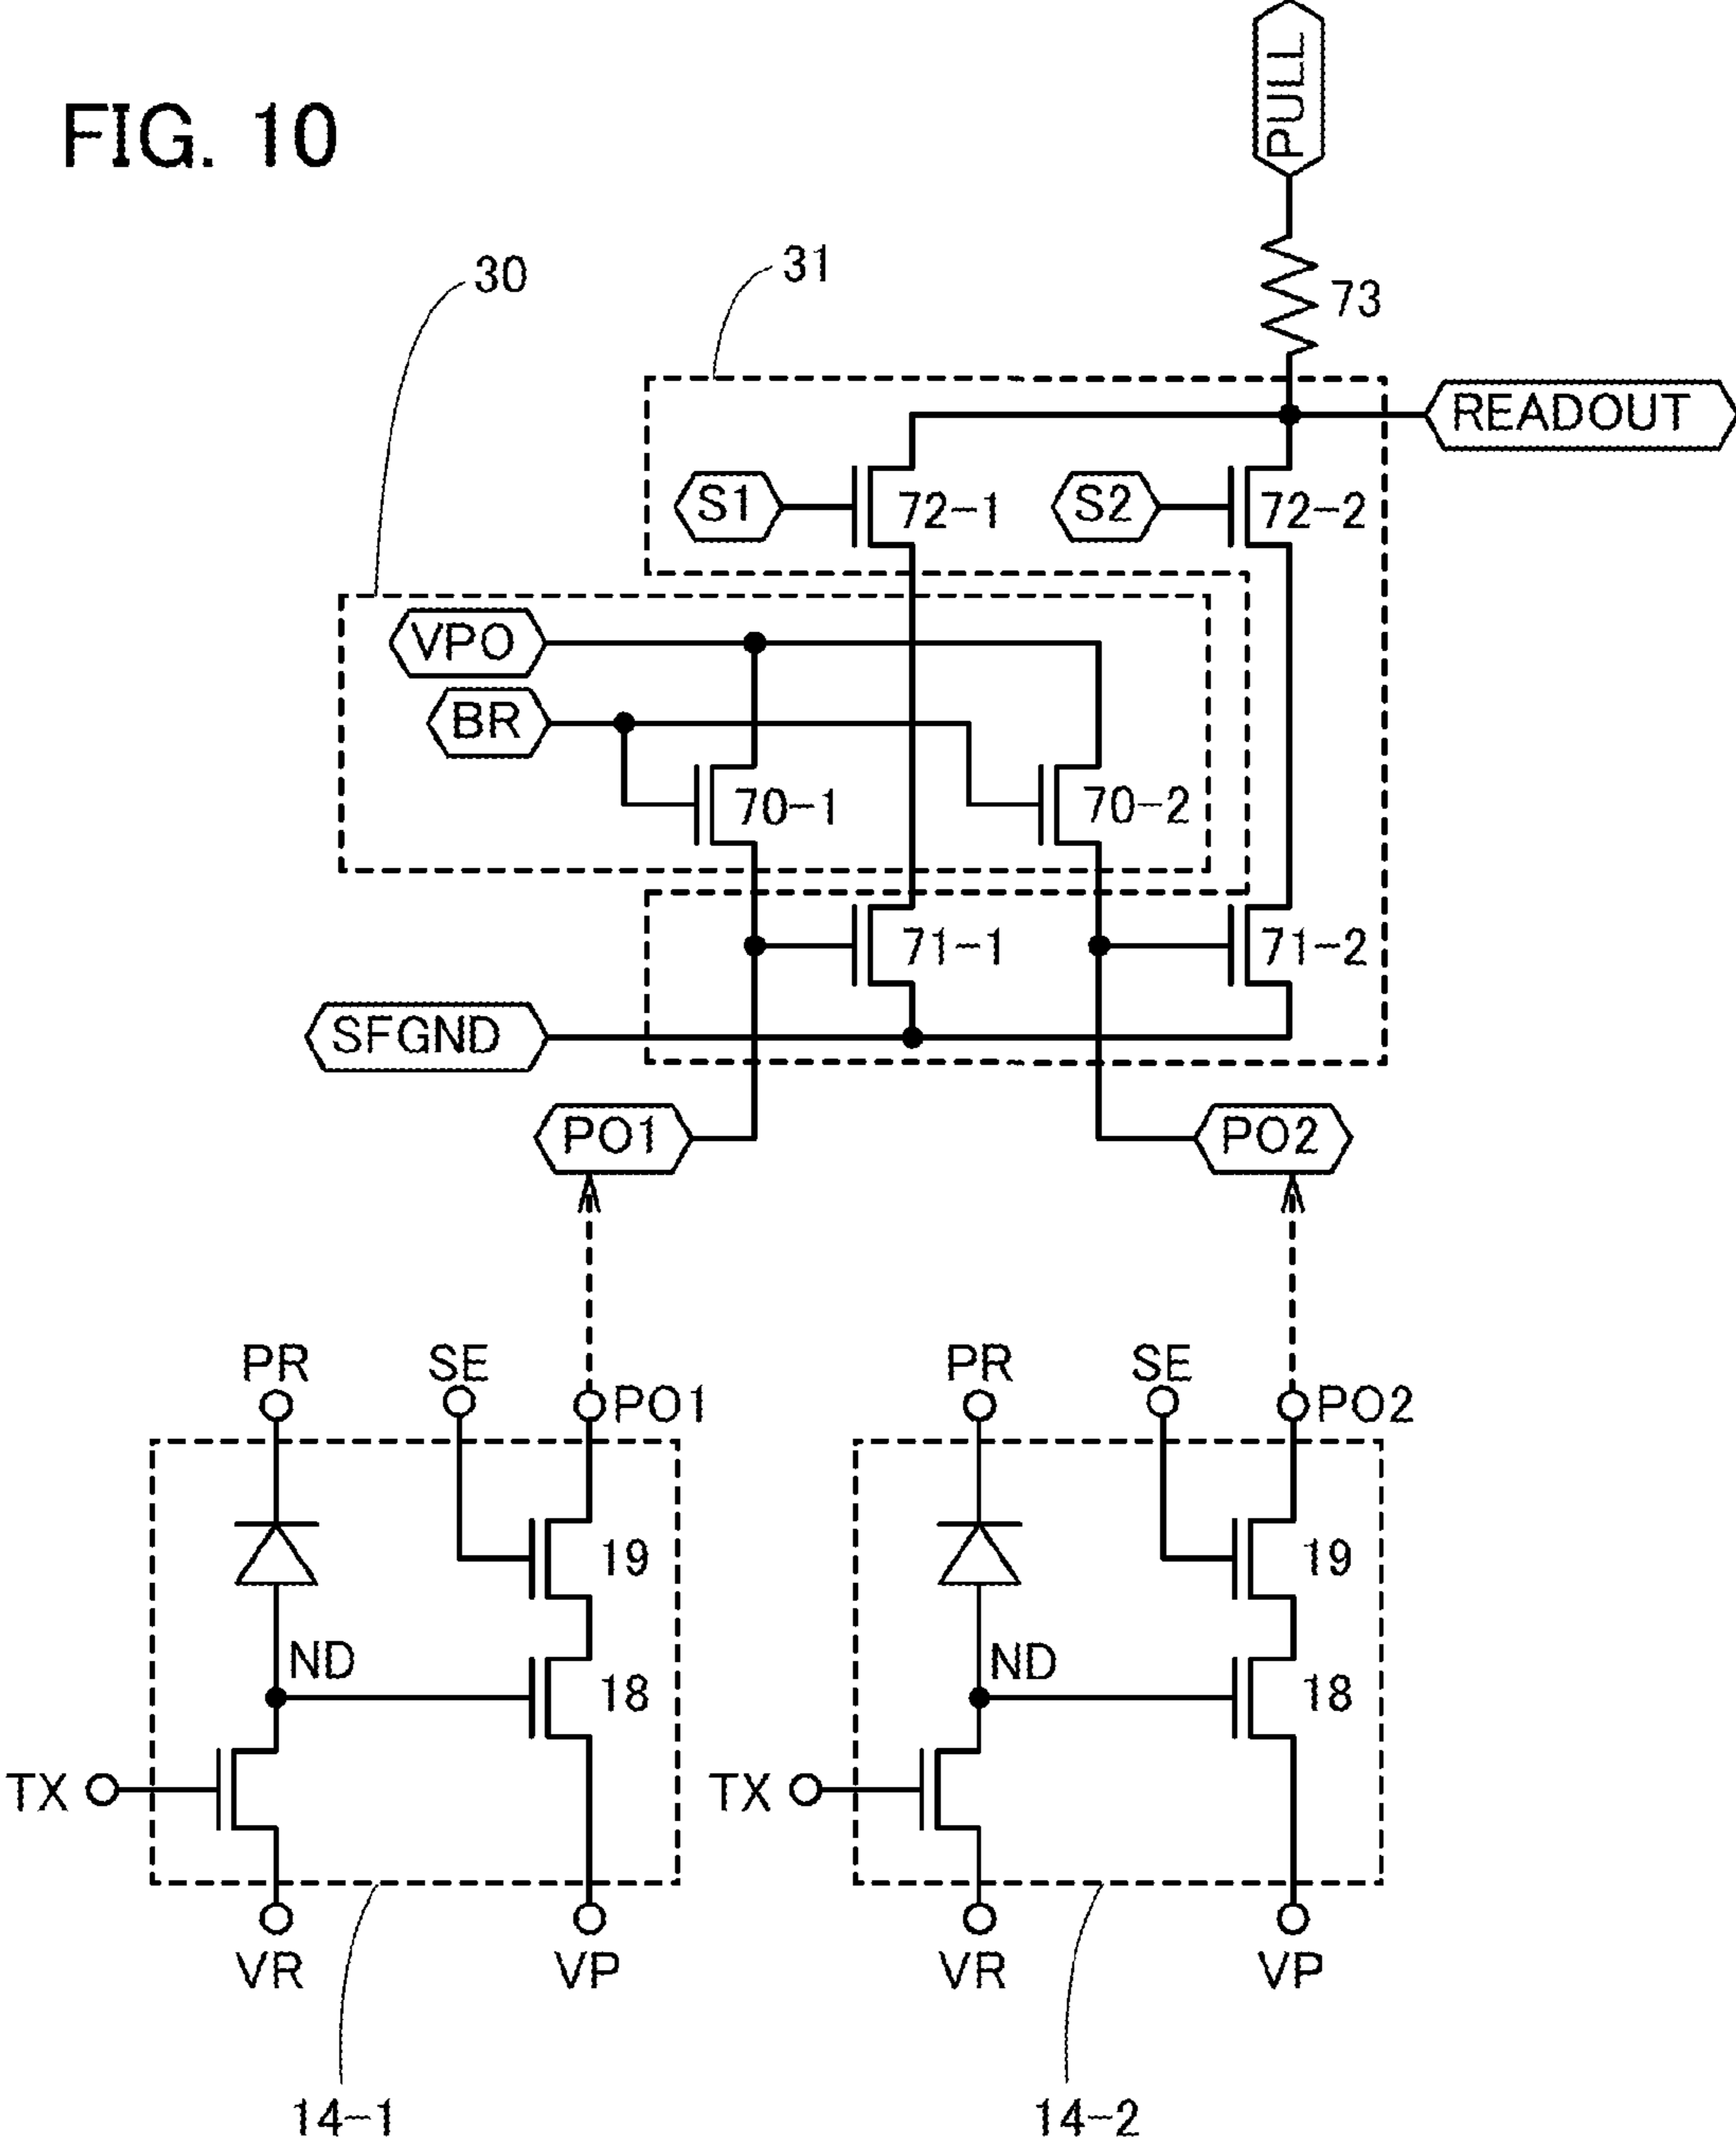 FIG. 10
PULL
30
31
73
READOUT
S1
72-1
S2
72-2
VPO
BR
70-1
70-2
71-1
71-2
SFGND
PO1
PO2
PR
SE
PO1
PR
SE
PO2
19
19
ND
18
ND
18
TX
TX
VR
VP
VR
VP
14-1
14-2